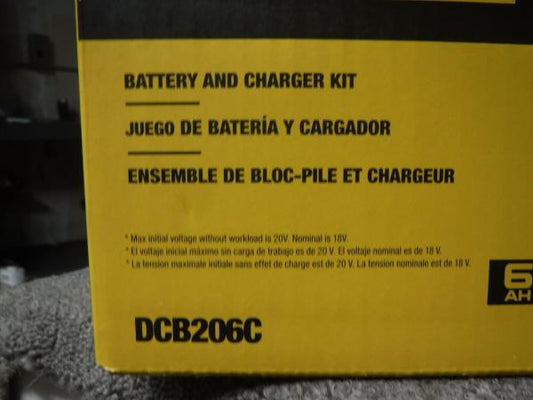 BATTERY AND CHARGER KIT
JUEGO DE BATERÍA Y CARGADOR
ENSEMBLE DE BLOC-PILE ET CHARGEUR
* Max initial voltage without workload is 20V. Nominal is 18V.
* El voltaje inicial máximo sin carga de trabajo es de 20 V. El voltaje nominal es de 18 V.
* La tension maximale initiale sans effet de charge est de 20 V. La tension nominale est de 18 V.
6
AH
DCB206C